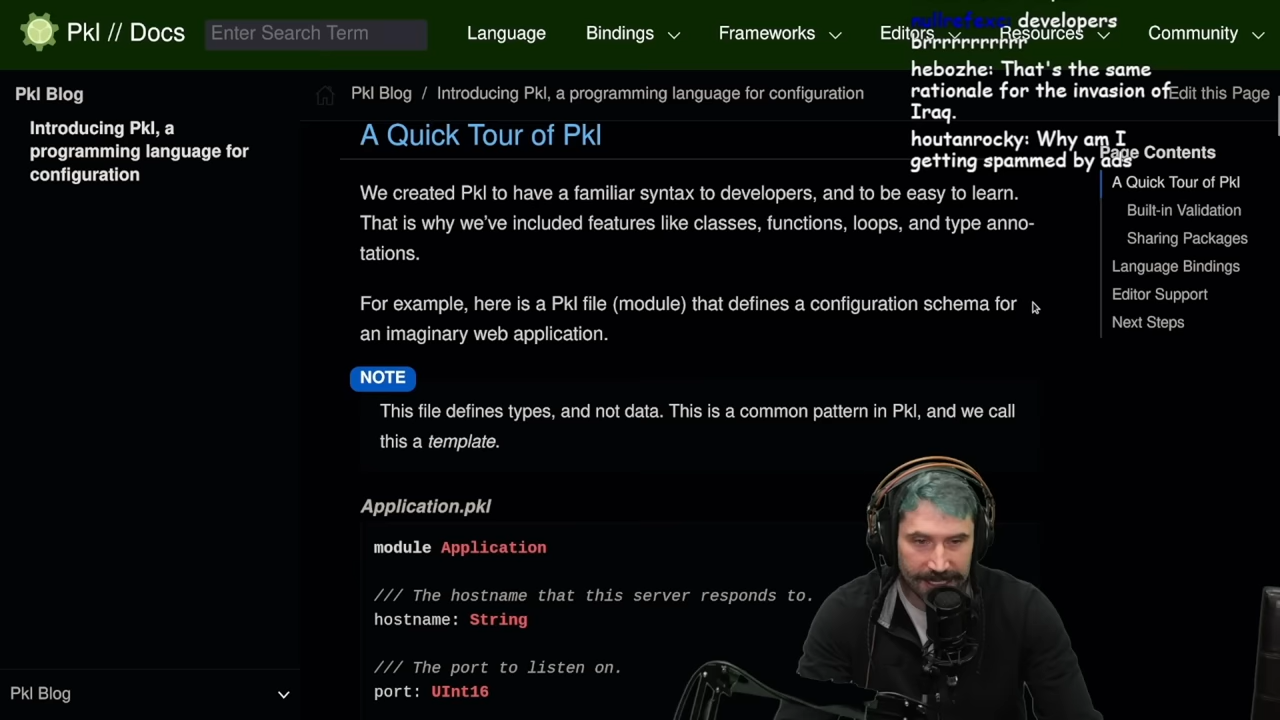 Pkl // Docs
Enter Search Term
Language
Bindings
Frameworks
Editors
Resources
Community
developers
brrrrrrrrrrr
hebozhe: That's the same
rationale for the invasion of
Iraq.
houtanrocky: Why am I
getting spammed by ads
Pkl Blog
Introducing Pkl, a
programming language for
configuration
Pkl Blog / Introducing Pkl, a programming language for configuration
Edit this Page
A Quick Tour of Pkl
We created Pkl to have a familiar syntax to developers, and to be easy to learn.
That is why we've included features like classes, functions, loops, and type anno-
tations.
For example, here is a Pkl file (module) that defines a configuration schema for
an imaginary web application.
NOTE
This file defines types, and not data. This is a common pattern in Pkl, and we call
this a template.
Application.pkl
module Application
/// The hostname that this server responds to.
hostname: String
/// The port to listen on.
port: UInt16
Page Contents
A Quick Tour of Pkl
Built-in Validation
Sharing Packages
Language Bindings
Editor Support
Next Steps
Pkl Blog